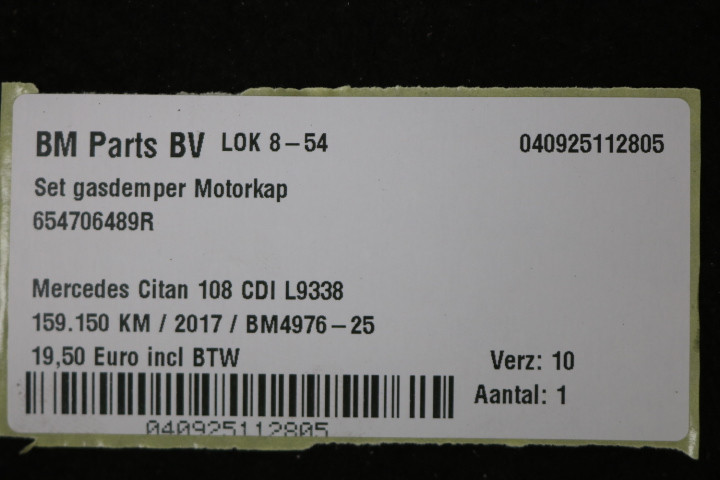 BM Parts BV LOK 8-54 040925112805
Set gasdemper Motorkap
654706489R
Mercedes Citan 108 CDI L9338
159.150 KM / 2017 / BM4976-25
19,50 Euro incl BTW Verz: 10
Aantal: 1
040925112805